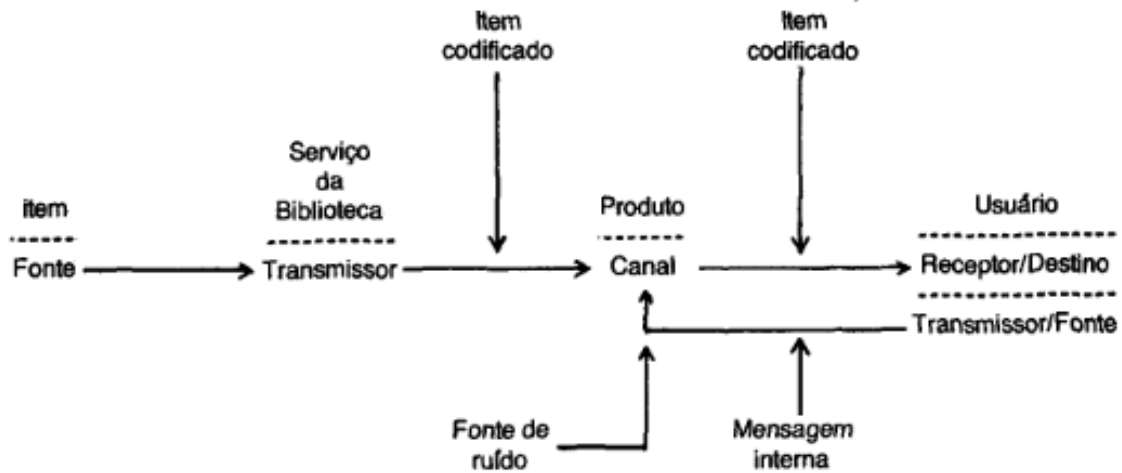 Item
codificado
Item
codificado
Serviço
da
Biblioteca
item
Produto
Usuário
Fonte
Transmissor
Canal
Receptor/Destino
Transmissor/Fonte
Fonte de
ruído
Mensagem
interna